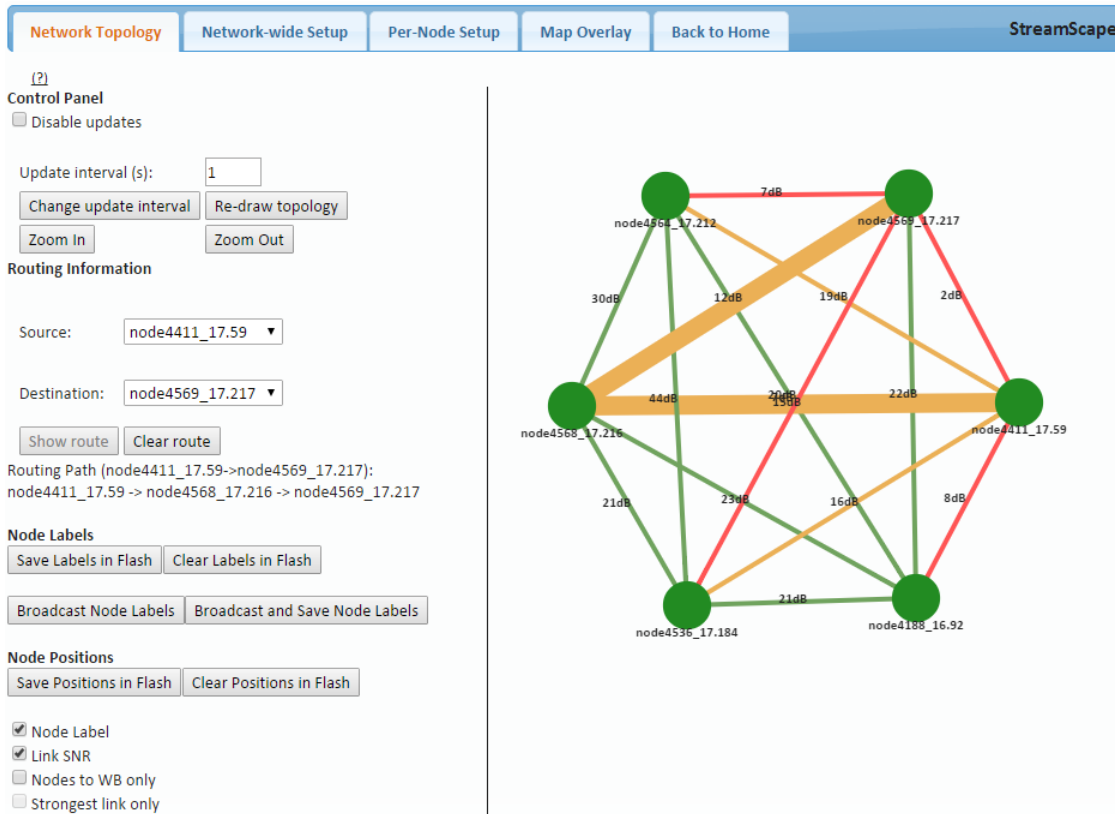 Network Topology Network-wide Setup Per-Node Setup Map Overlay Back to Home StreamScape
(?)
Control Panel
Disable updates
Update interval (s): 1
Change update interval Re-draw topology
Zoom In Zoom Out
Routing Information
Source: node4411_17.59
Destination: node4569_17.217
Show route Clear route
Routing Path (node4411_17.59->node4569_17.217):
node4411_17.59 -> node4568_17.216 -> node4569_17.217
Node Labels
Save Labels in Flash Clear Labels in Flash
Broadcast Node Labels Broadcast and Save Node Labels
Node Positions
Save Positions in Flash Clear Positions in Flash
Node Label
Link SNR
Nodes to WB only
Strongest link only
7dB
node4564_17.212 node4569_17.217
30dB 12dB 19dB 2dB
44dB 22dB
node4568_17.216 node4411_17.59
21dB 23dB 16dB 8dB
21dB
node4536_17.184 node4188_16.92